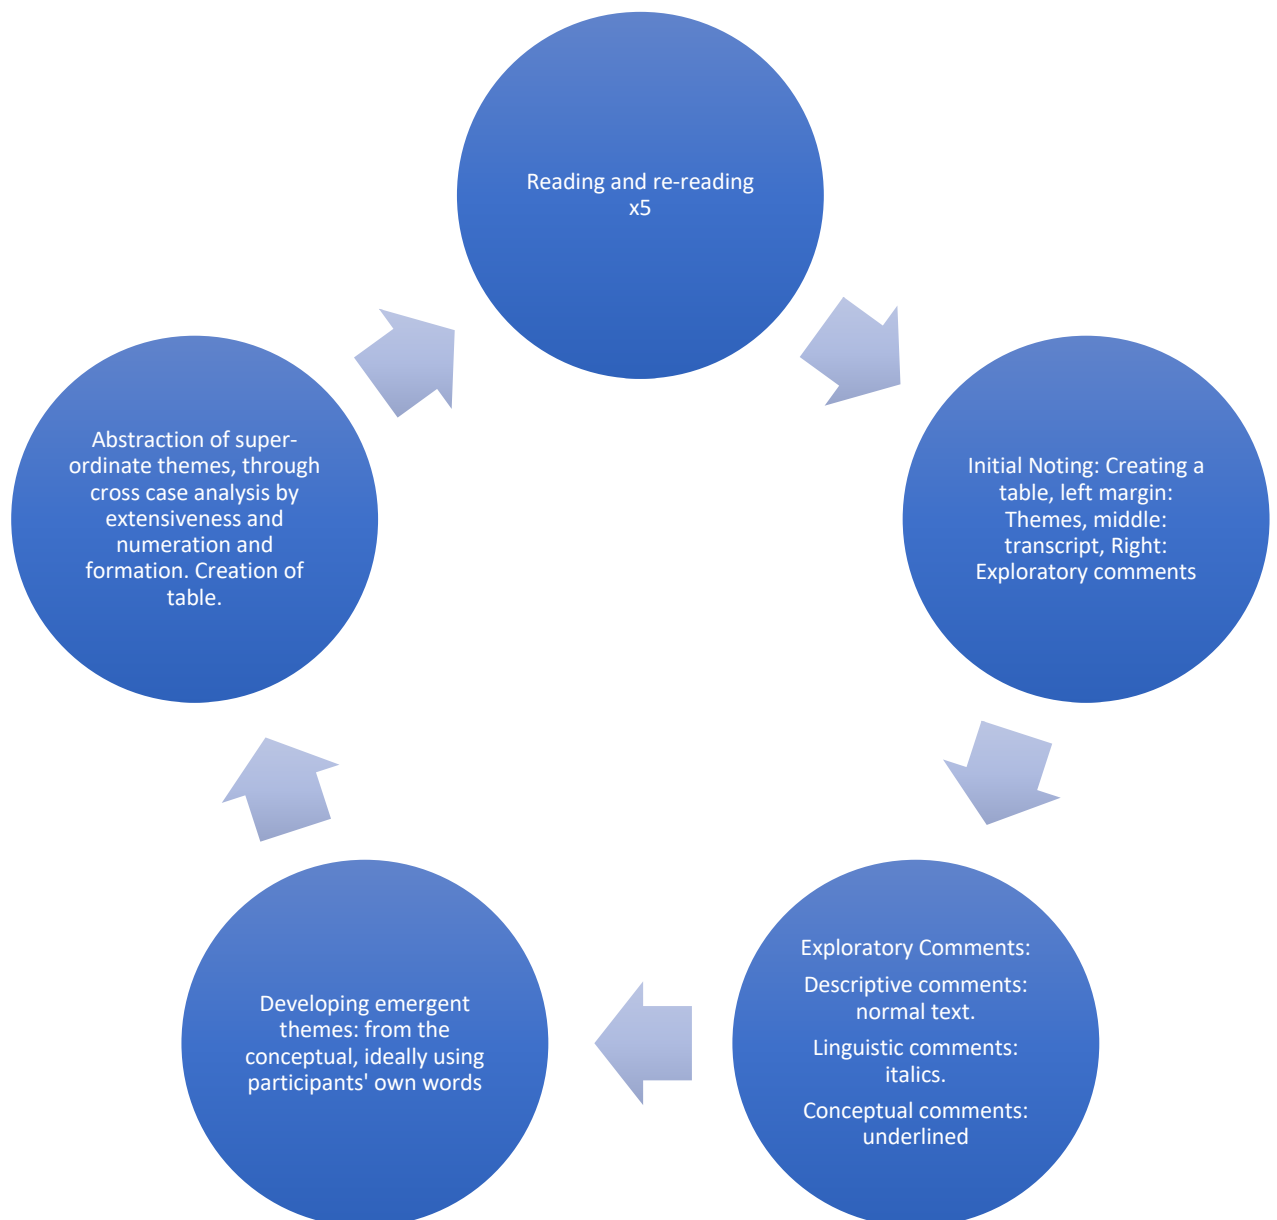 Reading and re-reading
x5
Initial Noting: Creating a
table, left margin:
Themes, middle:
transcript, Right:
Exploratory comments
Exploratory Comments:
Descriptive comments:
normal text.
Linguistic comments:
italics.
Conceptual comments:
underlined
Developing emergent
themes: from the
conceptual, ideally using
participants' own words
Abstraction of super-
ordinate themes, through
cross case analysis by
extensiveness and
numeration and
formation. Creation of
table.